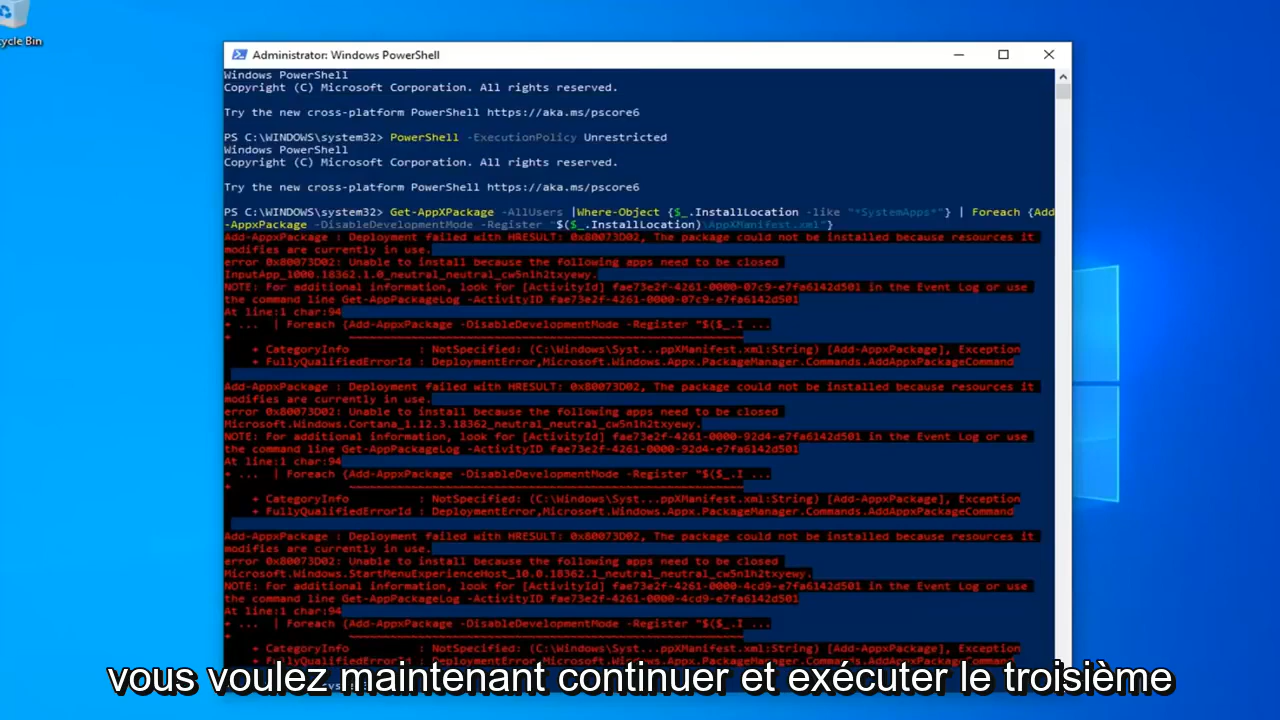 cycle Bin
Administrator: Windows PowerShell
Windows PowerShell
Copyright (C) Microsoft Corporation. All rights reserved.
Try the new cross-platform PowerShell https://aka.ms/pscore6
PS C:\WINDOWS\system32> PowerShell -ExecutionPolicy Unrestricted
Windows PowerShell
Copyright (C) Microsoft Corporation. All rights reserved.
Try the new cross-platform PowerShell https://aka.ms/pscore6
PS C:\WINDOWS\system32> Get-AppXPackage -AllUsers |Where-Object {$_.InstallLocation -like "*SystemApps*"} | Foreach {Add
-AppxPackage -DisableDevelopmentMode -Register "$($_.InstallLocation)\AppXManifest.xml"}
Add-AppxPackage : Deployment failed with HRESULT: 0x80073D02, The package could not be installed because resources it
modifies are currently in use.
error 0x80073D02: Unable to install because the following apps need to be closed
InputApp_1000.18362.1.0_neutral_neutral_cw5n1h2txyewy.
NOTE: For additional information, look for [ActivityId] fae73e2f-4261-0000-07c9-e7fa6142d501 in the Event Log or use
the command line Get-AppPackageLog -ActivityID fae73e2f-4261-0000-07c9-e7fa6142d501
At line:1 char:94
+ ... | Foreach {Add-AppxPackage -DisableDevelopmentMode -Register "$($_.I ...
+ ~~~~~~~~~~~~~~~~~~~~~~~~~~~~~~~~~~~~~~~~~~~~~~~~~~~~~~~~~
+ CategoryInfo : NotSpecified: (C:\Windows\Syst...ppXManifest.xml:String) [Add-AppxPackage], Exception
+ FullyQualifiedErrorId : DeploymentError,Microsoft.Windows.Appx.PackageManager.Commands.AddAppxPackageCommand
Add-AppxPackage : Deployment failed with HRESULT: 0x80073D02, The package could not be installed because resources it
modifies are currently in use.
error 0x80073D02: Unable to install because the following apps need to be closed
Microsoft.Windows.Cortana_1.12.3.18362_neutral_neutral_cw5n1h2txyewy.
NOTE: For additional information, look for [ActivityId] fae73e2f-4261-0000-92d4-e7fa6142d501 in the Event Log or use
the command line Get-AppPackageLog -ActivityID fae73e2f-4261-0000-92d4-e7fa6142d501
At line:1 char:94
+ ... | Foreach {Add-AppxPackage -DisableDevelopmentMode -Register "$($_.I ...
+ ~~~~~~~~~~~~~~~~~~~~~~~~~~~~~~~~~~~~~~~~~~~~~~~~~~~~~~~~~
+ CategoryInfo : NotSpecified: (C:\Windows\Syst...ppXManifest.xml:String) [Add-AppxPackage], Exception
+ FullyQualifiedErrorId : DeploymentError,Microsoft.Windows.Appx.PackageManager.Commands.AddAppxPackageCommand
Add-AppxPackage : Deployment failed with HRESULT: 0x80073D02, The package could not be installed because resources it
modifies are currently in use.
error 0x80073D02: Unable to install because the following apps need to be closed
Microsoft.Windows.StartMenuExperienceHost_10.0.18362.1_neutral_neutral_cw5n1h2txyewy.
NOTE: For additional information, look for [ActivityId] fae73e2f-4261-0000-4cd9-e7fa6142d501 in the Event Log or use
the command line Get-AppPackageLog -ActivityID fae73e2f-4261-0000-4cd9-e7fa6142d501
At line:1 char:94
+ ... | Foreach {Add-AppxPackage -DisableDevelopmentMode -Register "$($_.I ...
+ ~~~~~~~~~~~~~~~~~~~~~~~~~~~~~~~~~~~~~~~~~~~~~~~~~~~~~~~~~
+ CategoryInfo : NotSpecified: (C:\Windows\Syst...ppXManifest.xml:String) [Add-AppxPackage], Exception
vous voulez maintenant continuer et exécuter le troisième